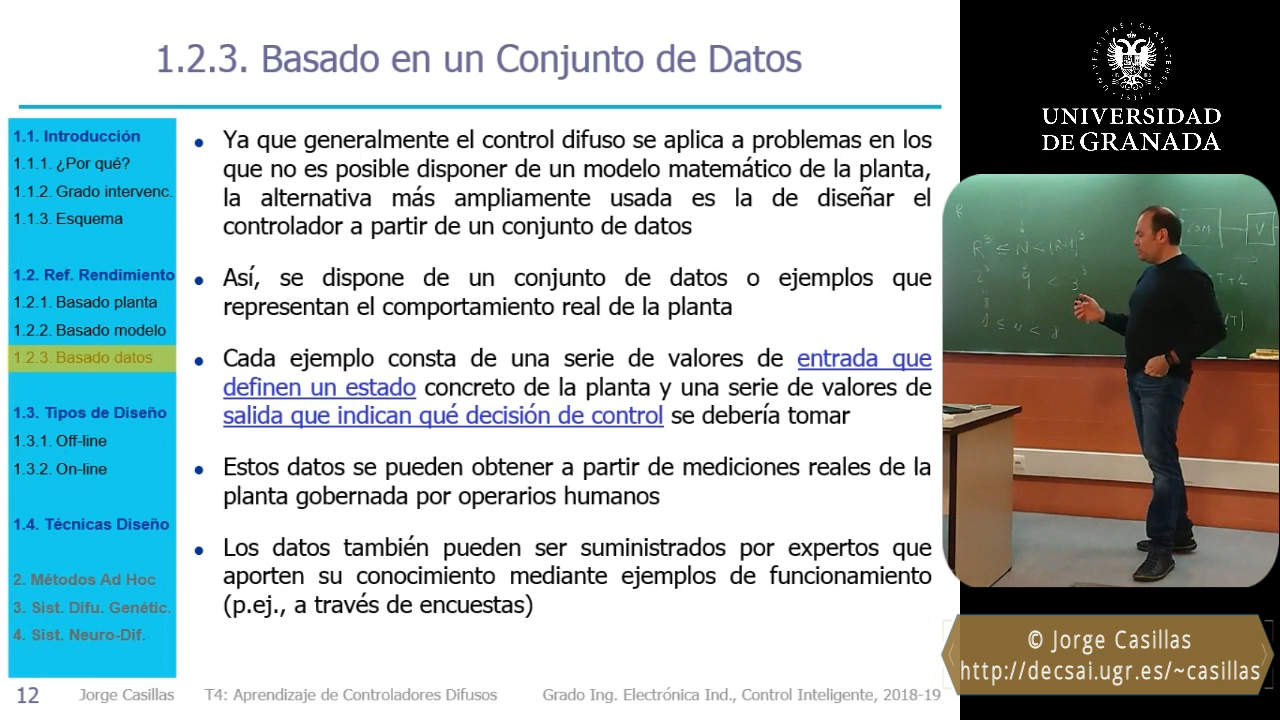 1.2.3. Basado en un Conjunto de Datos
1.1. Introducción
1.1.1. ¿Por qué?
1.1.2. Grado intervenc.
1.1.3. Esquema
1.2. Ref. Rendimiento
1.2.1. Basado planta
1.2.2. Basado modelo
1.2.3. Basado datos
1.3. Tipos de Diseño
1.3.1. Off-line
1.3.2. On-line
1.4. Técnicas Diseño
2. Métodos Ad Hoc
3. Sist. Difu. Genétic.
4. Sist. Neuro-Dif.
• Ya que generalmente el control difuso se aplica a problemas en los
que no es posible disponer de un modelo matemático de la planta,
la alternativa más ampliamente usada es la de diseñar el
controlador a partir de un conjunto de datos
• Así, se dispone de un conjunto de datos o ejemplos que
representan el comportamiento real de la planta
• Cada ejemplo consta de una serie de valores de entrada que
definen un estado concreto de la planta y una serie de valores de
salida que indican qué decisión de control se debería tomar
• Estos datos se pueden obtener a partir de mediciones reales de la
planta gobernada por operarios humanos
• Los datos también pueden ser suministrados por expertos que
aporten su conocimiento mediante ejemplos de funcionamiento
(p.ej., a través de encuestas)
12 Jorge Casillas T4: Aprendizaje de Controladores Difusos Grado Ing. Electrónica Ind., Control Inteligente, 2018-19
UNIVERSIDAD
DE GRANADA
R³ ≤ N < (R+1)³
2³ 9 < 3³
8
V
T+1
© Jorge Casillas
http://decsai.ugr.es/~casillas